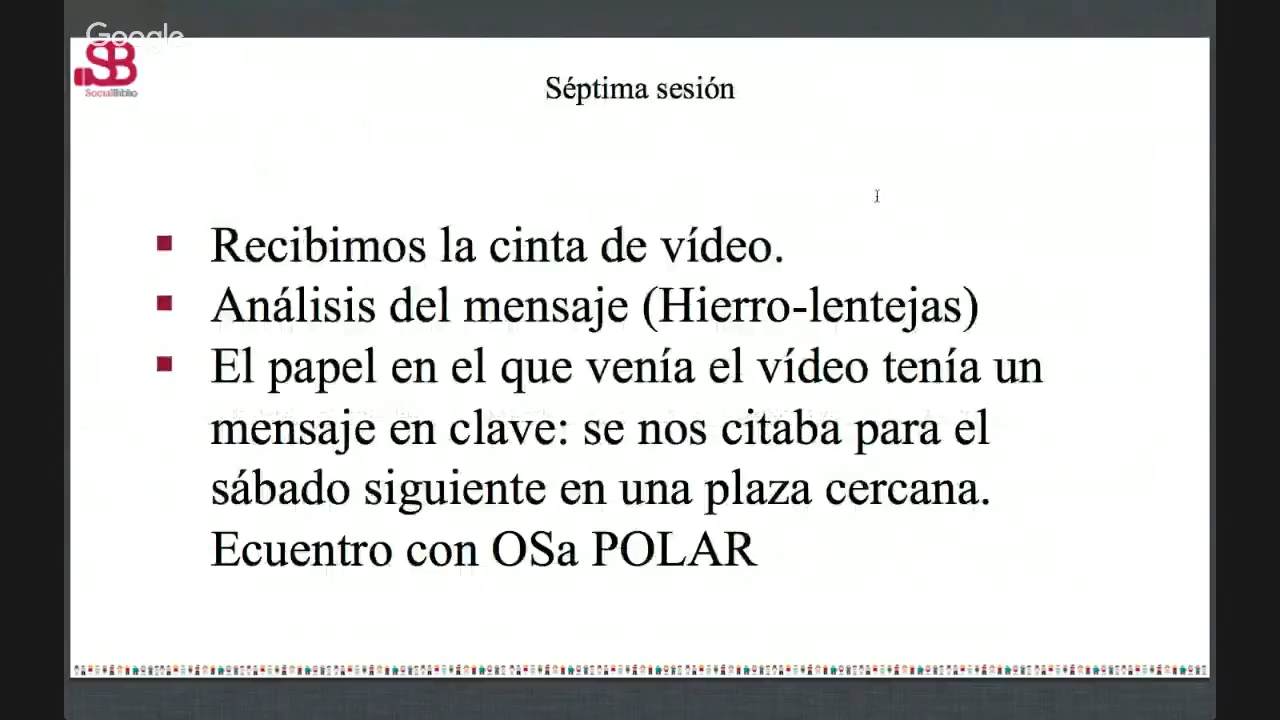 Google
SB
SocialBiblio
Séptima sesión
Recibimos la cinta de vídeo.
Análisis del mensaje (Hierro-lentejas)
El papel en el que venía el vídeo tenía un
mensaje en clave: se nos citaba para el
sábado siguiente en una plaza cercana.
Ecuentro con OSa POLAR